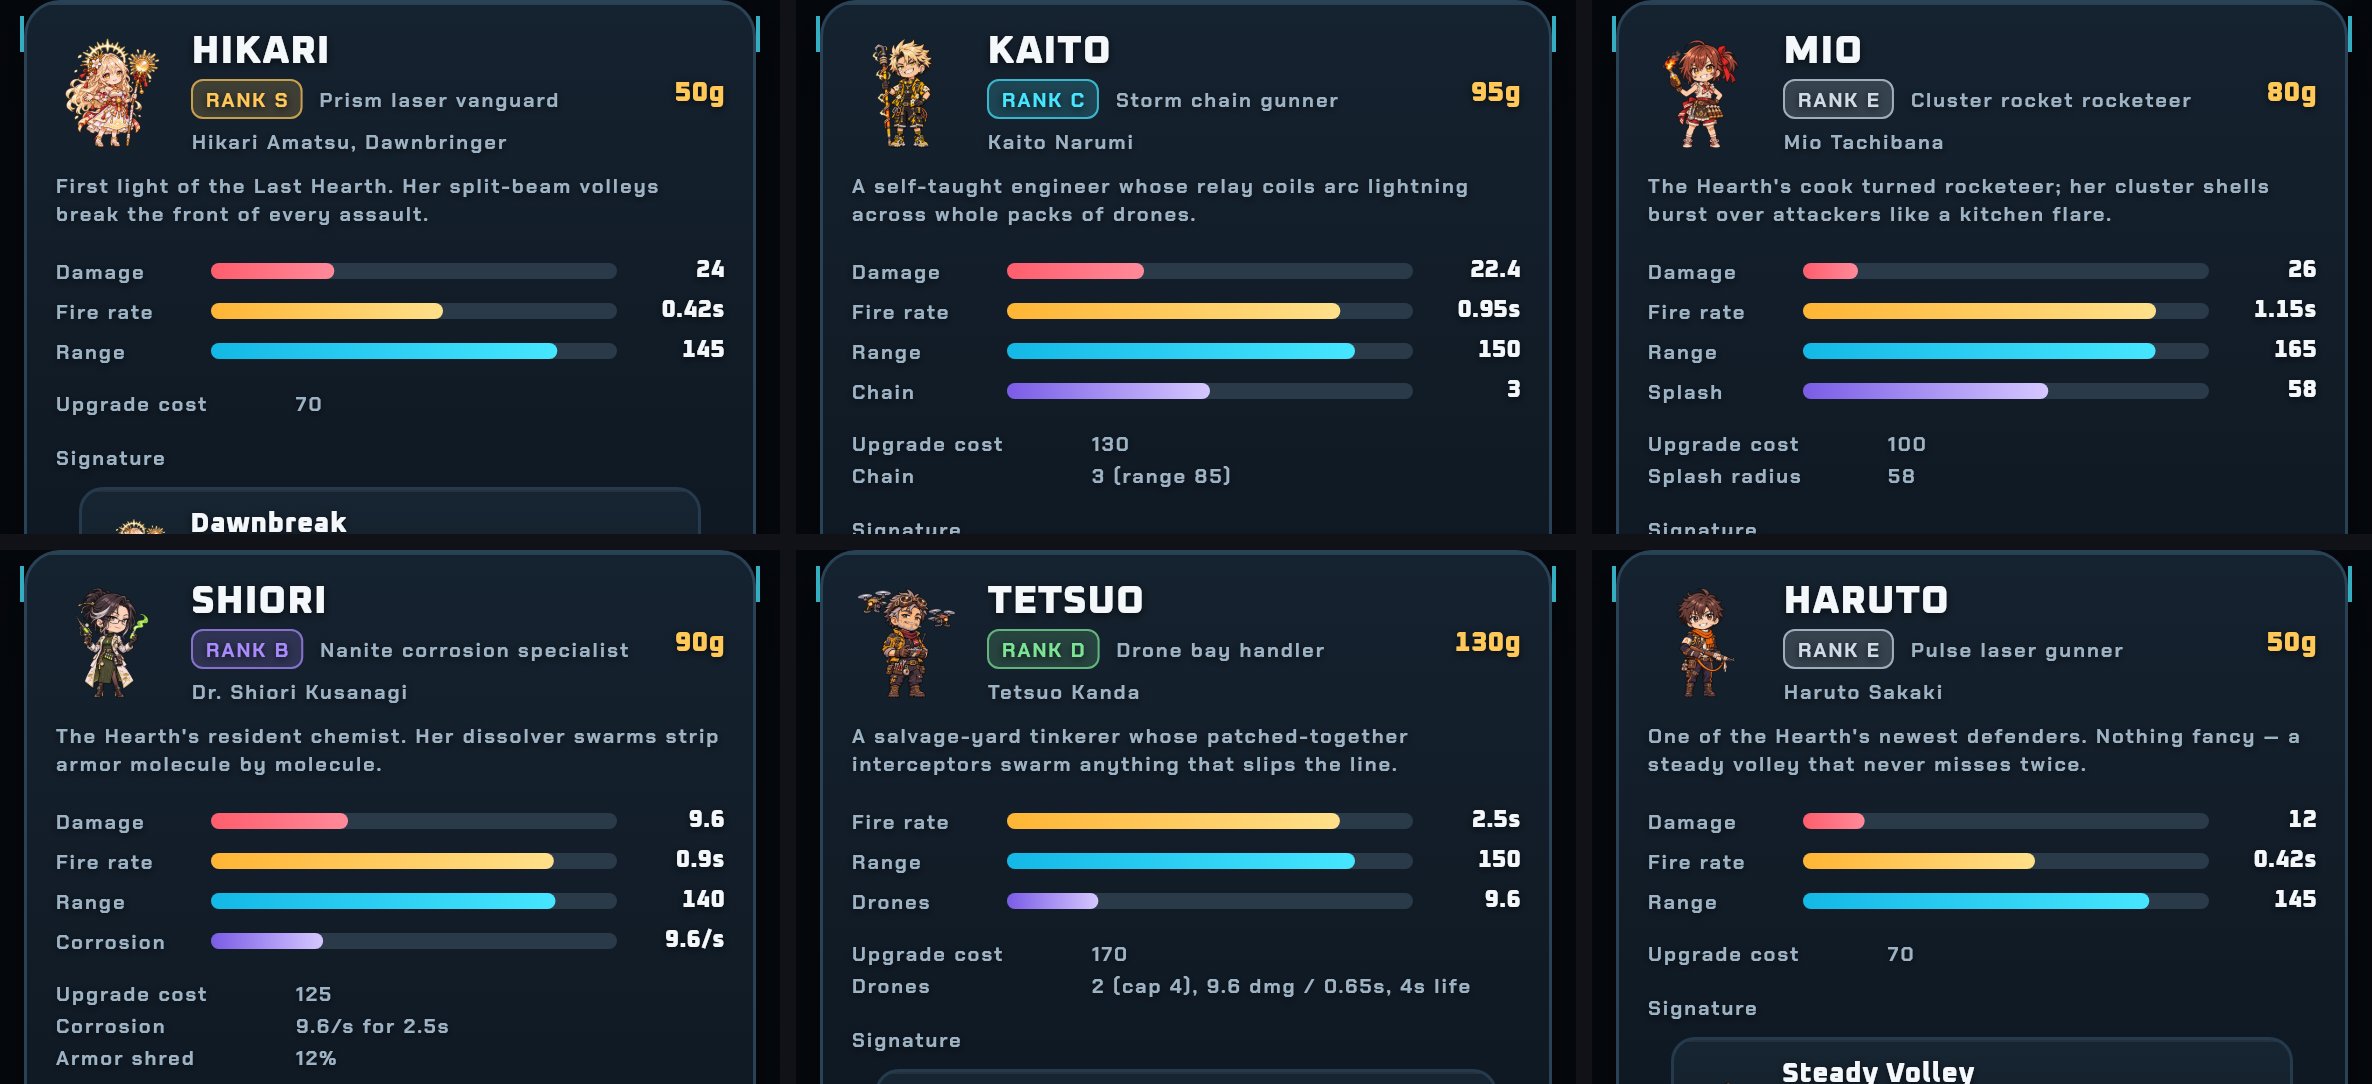 HIKARI
RANK S Prism laser vanguard 50g
Hikari Amatsu, Dawnbringer
First light of the Last Hearth. Her split-beam volleys
break the front of every assault.
Damage 24
Fire rate 0.42s
Range 145
Upgrade cost 70
Signature
Dawnbreak
KAITO
RANK C Storm chain gunner 95g
Kaito Narumi
A self-taught engineer whose relay coils arc lightning
across whole packs of drones.
Damage 22.4
Fire rate 0.95s
Range 150
Chain 3
Upgrade cost 130
Chain 3 (range 85)
Signature
MIO
RANK E Cluster rocket rocketeer 80g
Mio Tachibana
The Hearth's cook turned rocketeer; her cluster shells
burst over attackers like a kitchen flare.
Damage 26
Fire rate 1.15s
Range 165
Splash 58
Upgrade cost 100
Splash radius 58
Signature
SHIORI
RANK B Nanite corrosion specialist 90g
Dr. Shiori Kusanagi
The Hearth's resident chemist. Her dissolver swarms strip
armor molecule by molecule.
Damage 9.6
Fire rate 0.9s
Range 140
Corrosion 9.6/s
Upgrade cost 125
Corrosion 9.6/s for 2.5s
Armor shred 12%
TETSUO
RANK D Drone bay handler 130g
Tetsuo Kanda
A salvage-yard tinkerer whose patched-together
interceptors swarm anything that slips the line.
Fire rate 2.5s
Range 150
Drones 9.6
Upgrade cost 170
Drones 2 (cap 4), 9.6 dmg / 0.65s, 4s life
Signature
HARUTO
RANK E Pulse laser gunner 50g
Haruto Sakaki
One of the Hearth's newest defenders. Nothing fancy — a
steady volley that never misses twice.
Damage 12
Fire rate 0.42s
Range 145
Upgrade cost 70
Signature
Steady Volley